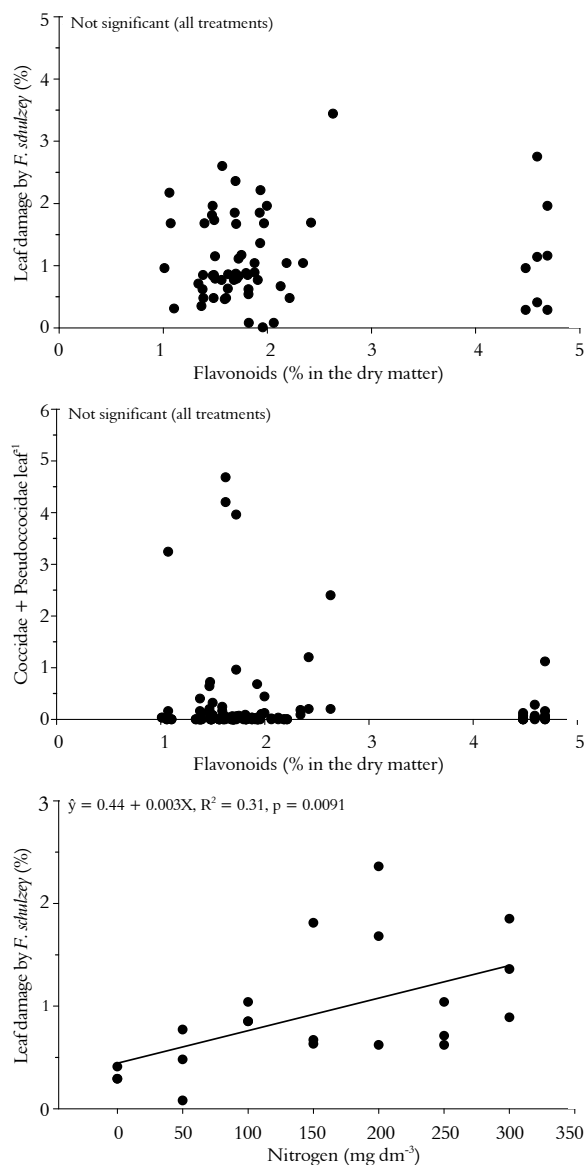 Not significant (all treatments)
Leaf damage by F. schulzey (%)
5
4
3
2
1
0
0 1 2 3 4 5
Flavonoids (% in the dry matter)
Not significant (all treatments)
Coccidae + Pseudoccocidae leaf⁻¹
6
5
4
3
2
1
0
0 1 2 3 4 5
Flavonoids (% in the dry matter)
ŷ = 0.44 + 0.003X, R² = 0.31, p = 0.0091
Leaf damage by F. schulzey (%)
3
2
1
0
0 50 100 150 200 250 300 350
Nitrogen (mg dm⁻³)